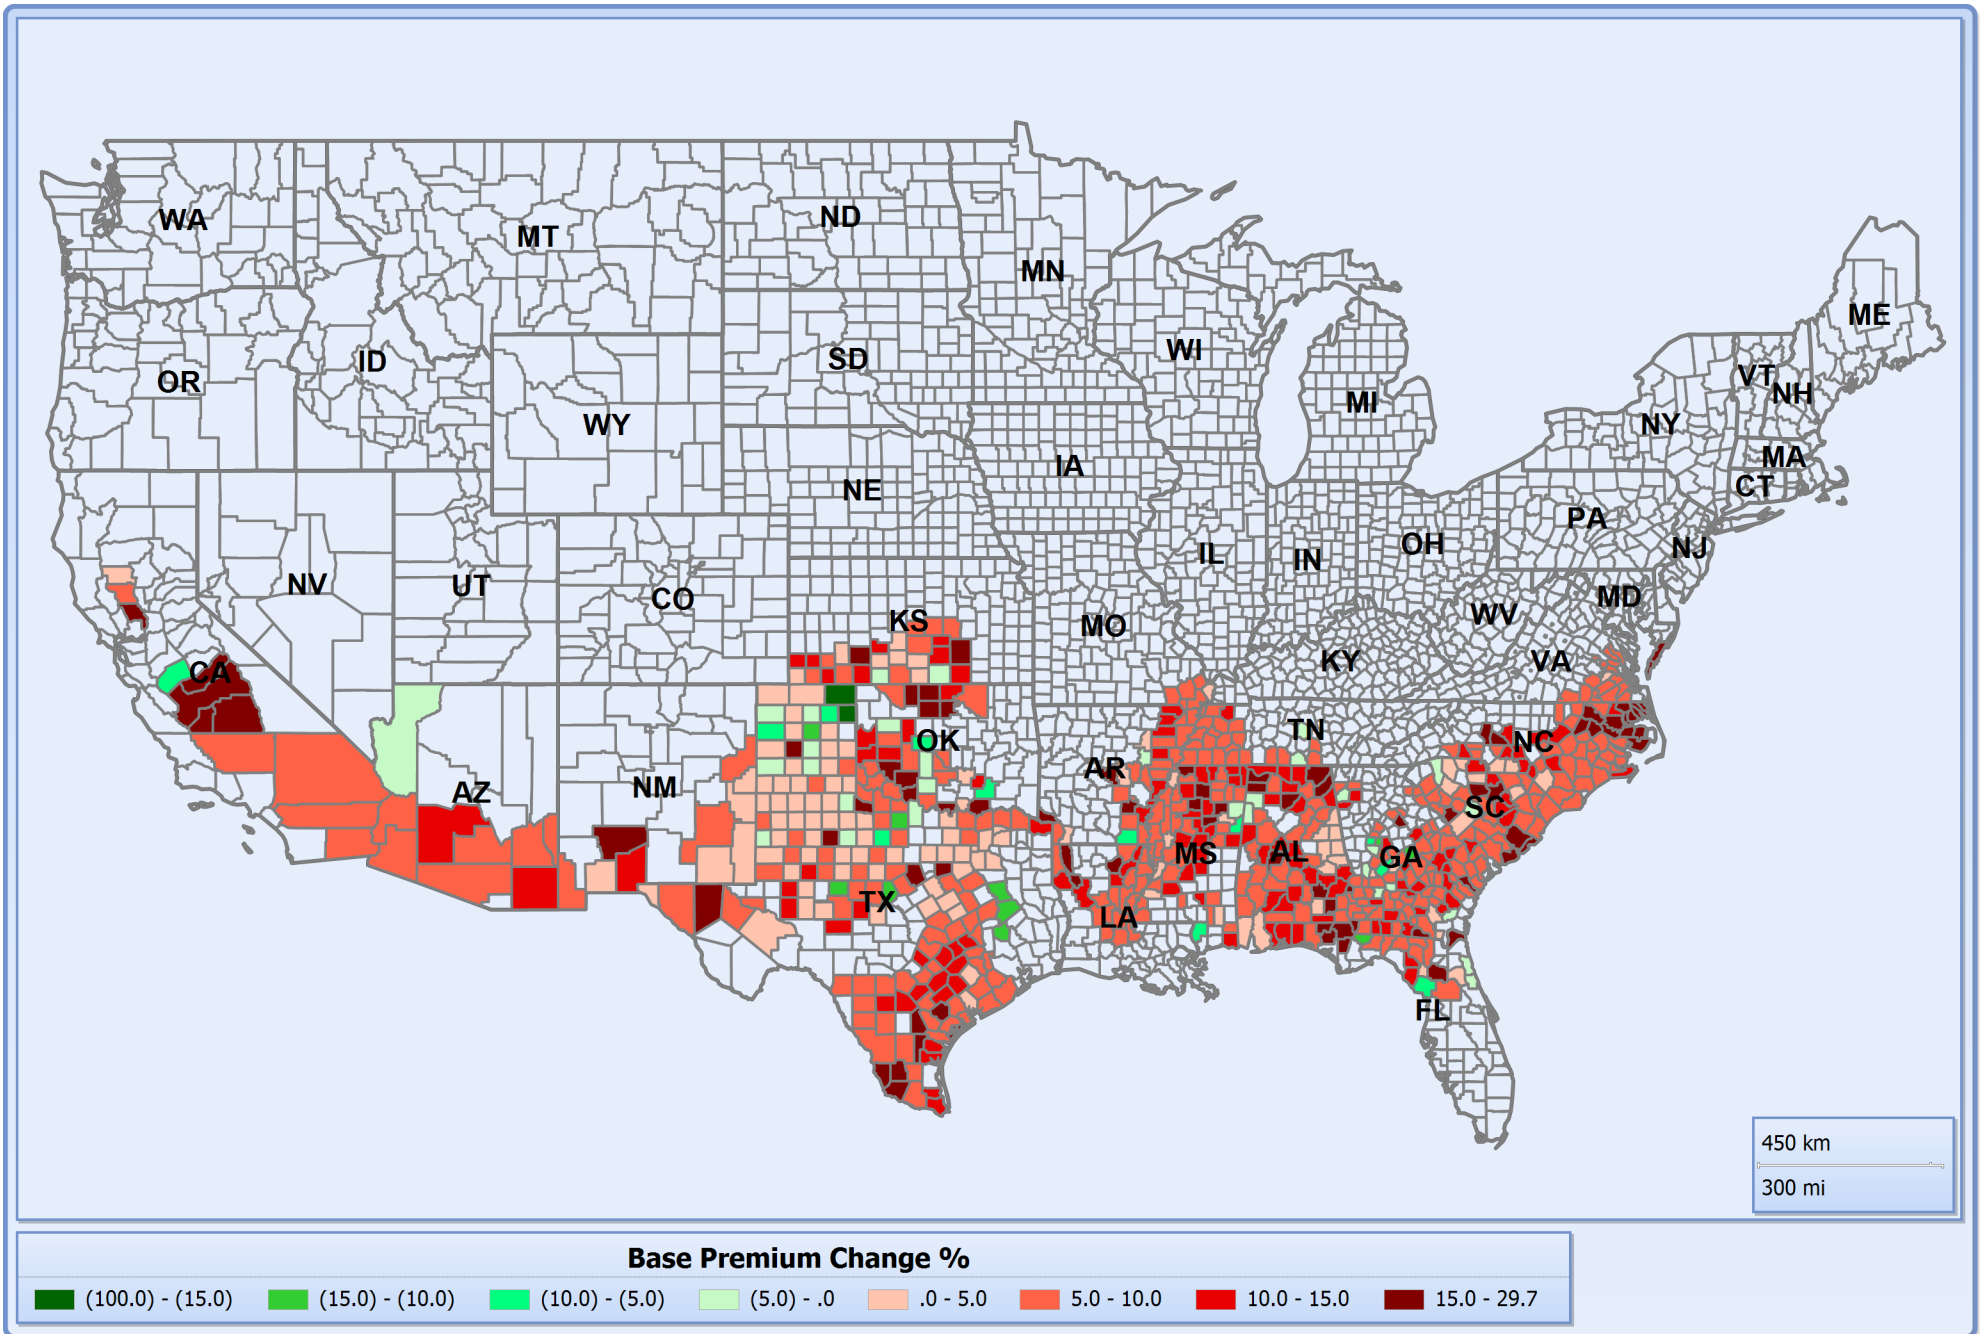 WA
MT
ND
MN
ME
ID
SD
WI
OR
VT
NH
WY
MI
NY
IA
MA
NE
CT
PA
NV
UT
CO
IL
IN
OH
NJ
KS
MO
WV
MD
CA
KY
VA
OK
TN
NC
AZ
NM
AR
SC
MS
AL
GA
TX
LA
FL
450 km
300 mi
Base Premium Change %
(100.0) - (15.0) (15.0) - (10.0) (10.0) - (5.0) (5.0) - .0 .0 - 5.0 5.0 - 10.0 10.0 - 15.0 15.0 - 29.7